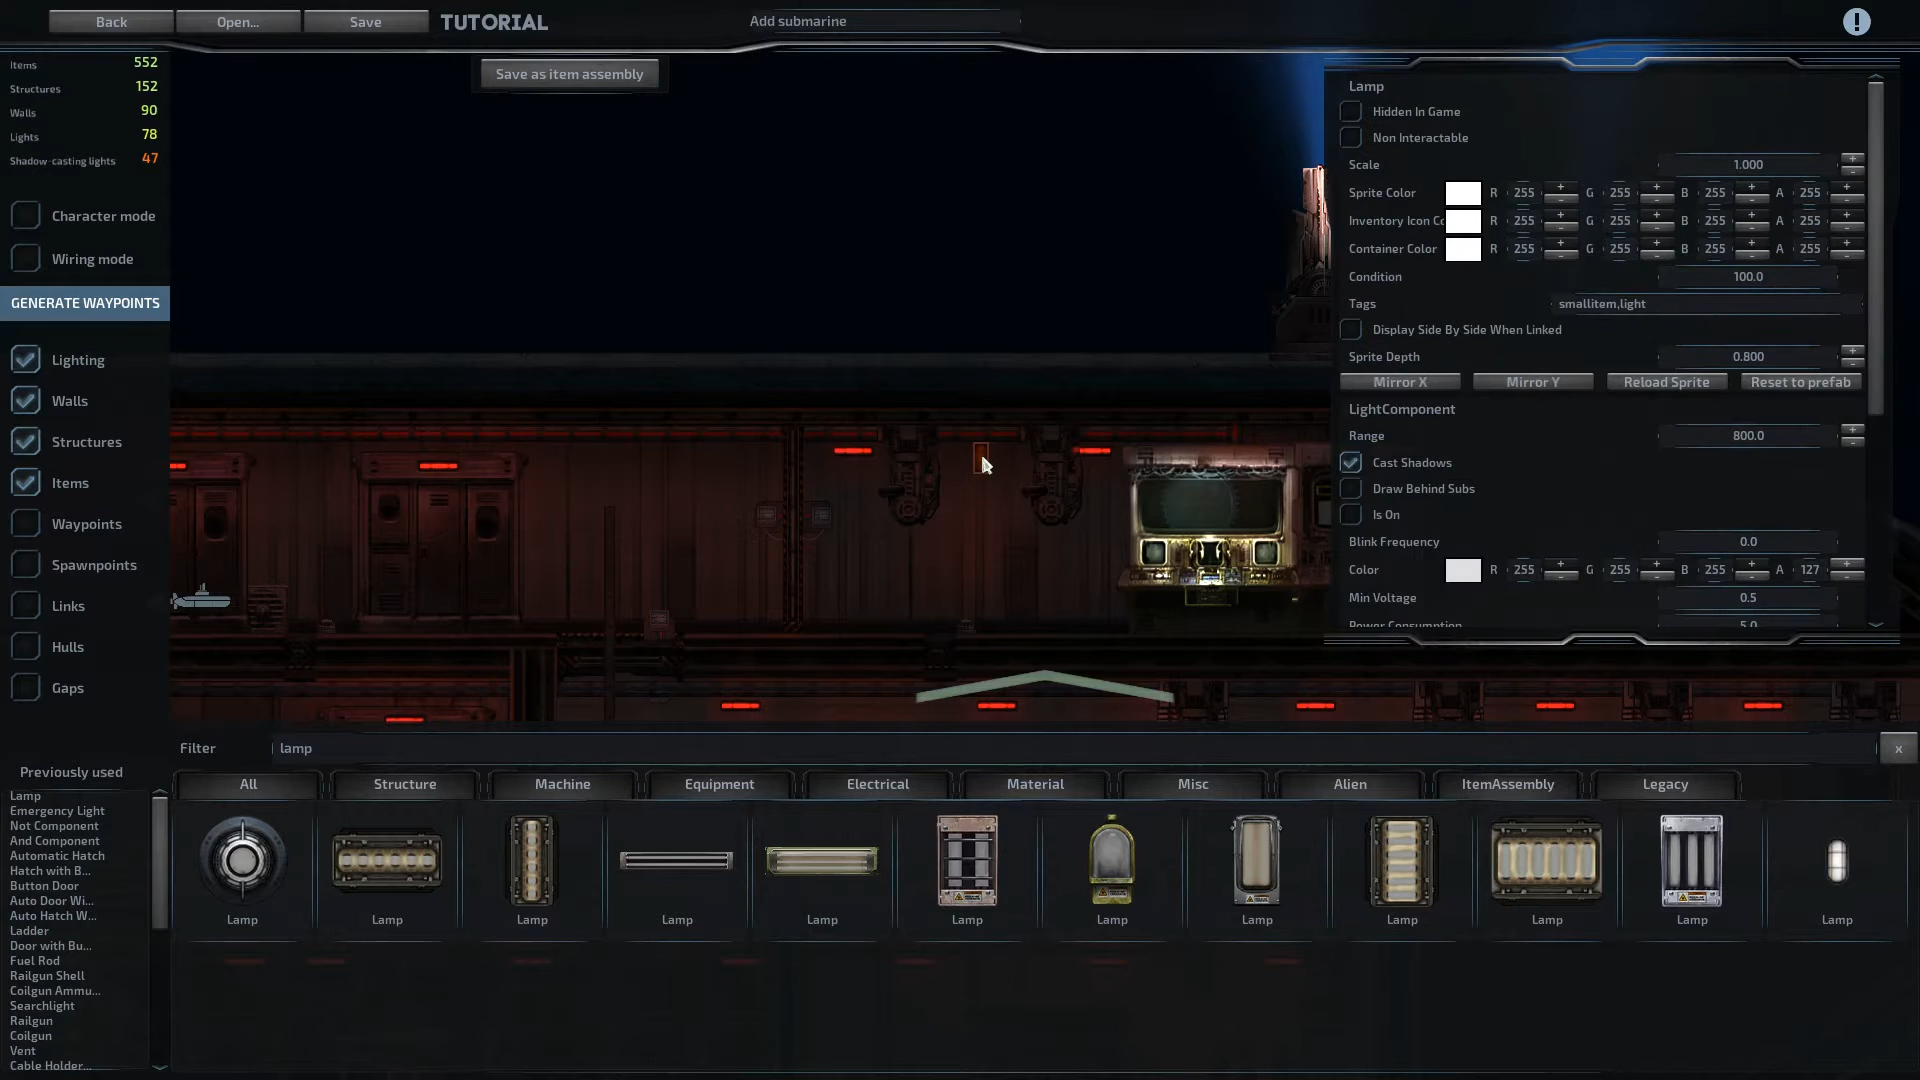 Back Open... Save TUTORIAL Add submarine
Save as item assembly
Items 552
Structures 152
Walls 90
Lights 78
Shadow-casting lights 47
Character mode
Wiring mode
GENERATE WAYPOINTS
Lighting
Walls
Structures
Items
Waypoints
Spawnpoints
Links
Hulls
Gaps
Lamp
Hidden In Game
Non Interactable
Scale 1.000 + -
Sprite Color R 255 + - G 255 + - B 255 + - A 255 + -
Inventory Icon Co R 255 + - G 255 + - B 255 + - A 255 + -
Container Color R 255 + - G 255 + - B 255 + - A 255 + -
Condition 100.0
Tags smallitem,light
Display Side By Side When Linked
Sprite Depth 0.800 + -
Mirror X Mirror Y Reload Sprite Reset to prefab
LightComponent
Range 800.0 + -
Cast Shadows
Draw Behind Subs
Is On
Blink Frequency 0.0
Color R 255 + - G 255 + - B 255 + - A 127 + -
Min Voltage 0.5
Power Consumption 5.0
Filter lamp x
All Structure Machine Equipment Electrical Material Misc Alien ItemAssembly Legacy
Lamp Lamp Lamp Lamp Lamp Lamp Lamp Lamp Lamp Lamp Lamp Lamp
Previously used
Lamp
Emergency Light
Not Component
And Component
Automatic Hatch
Hatch with B...
Button Door
Auto Door Wi...
Auto Hatch W...
Ladder
Door with Bu...
Fuel Rod
Railgun Shell
Coilgun Ammu...
Searchlight
Railgun
Coilgun
Vent
Cable Holder...